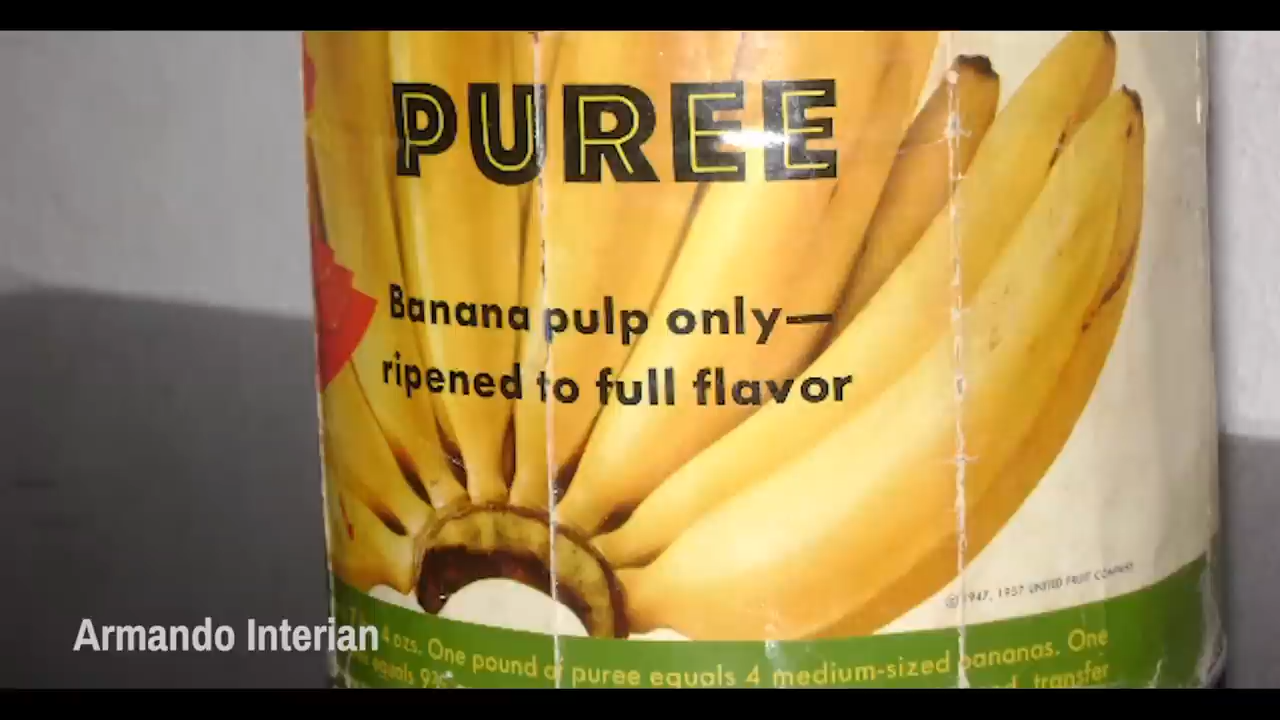 PUREE
Banana pulp only—
ripened to full flavor
© 1947, 1957 UNITED FRUIT COMPANY
Armando Interian
4 ozs. One pound of puree equals 4 medium-sized bananas. One
equals transfer